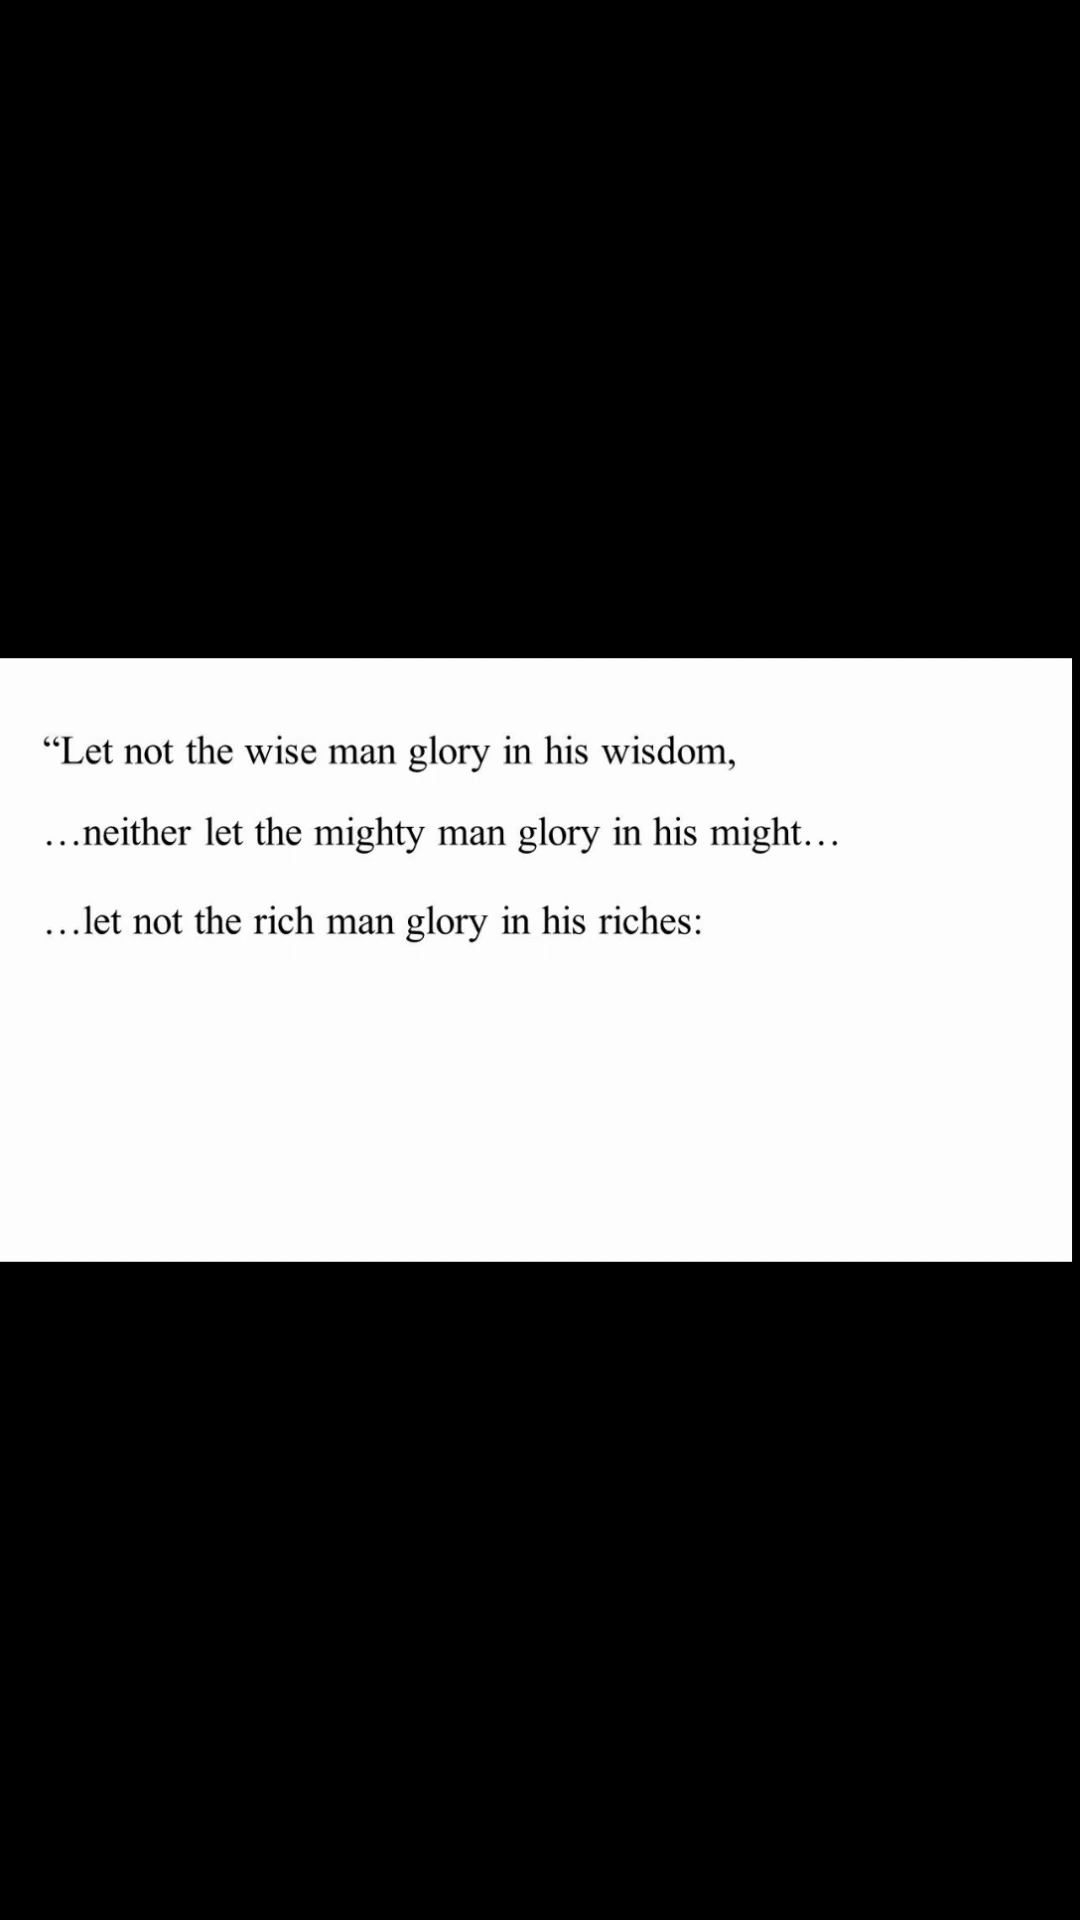 “Let not the wise man glory in his wisdom,
…neither let the mighty man glory in his might…
…let not the rich man glory in his riches: